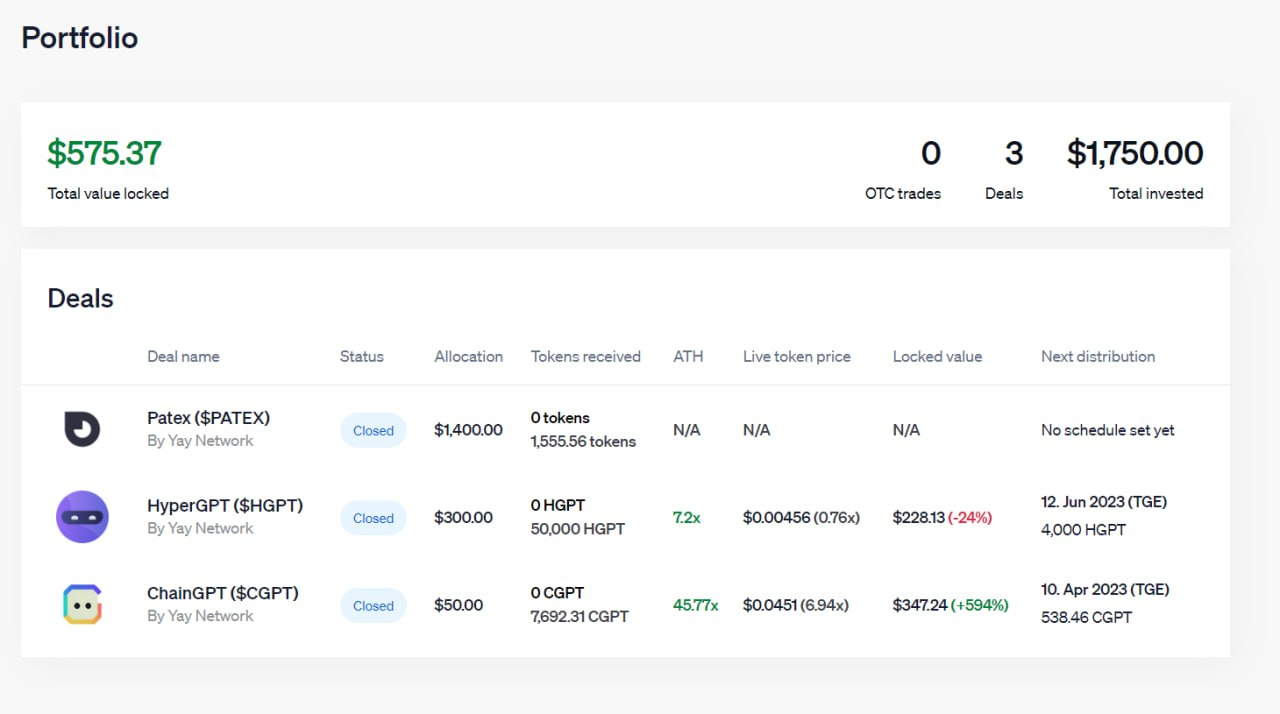 Portfolio
$575.37
Total value locked
0
OTC trades
3
Deals
$1,750.00
Total invested
Deals
Deal name Status Allocation Tokens received ATH Live token price Locked value Next distribution
Patex ($PATEX)
By Yay Network
Closed
$1,400.00
0 tokens
1,555.56 tokens
N/A
N/A
N/A
No schedule set yet
HyperGPT ($HGPT)
By Yay Network
Closed
$300.00
0 HGPT
50,000 HGPT
7.2x
$0.00456 (0.76x)
$228.13 (-24%)
12. Jun 2023 (TGE)
4,000 HGPT
ChainGPT ($CGPT)
By Yay Network
Closed
$50.00
0 CGPT
7,692.31 CGPT
45.77x
$0.0451 (6.94x)
$347.24 (+594%)
10. Apr 2023 (TGE)
538.46 CGPT